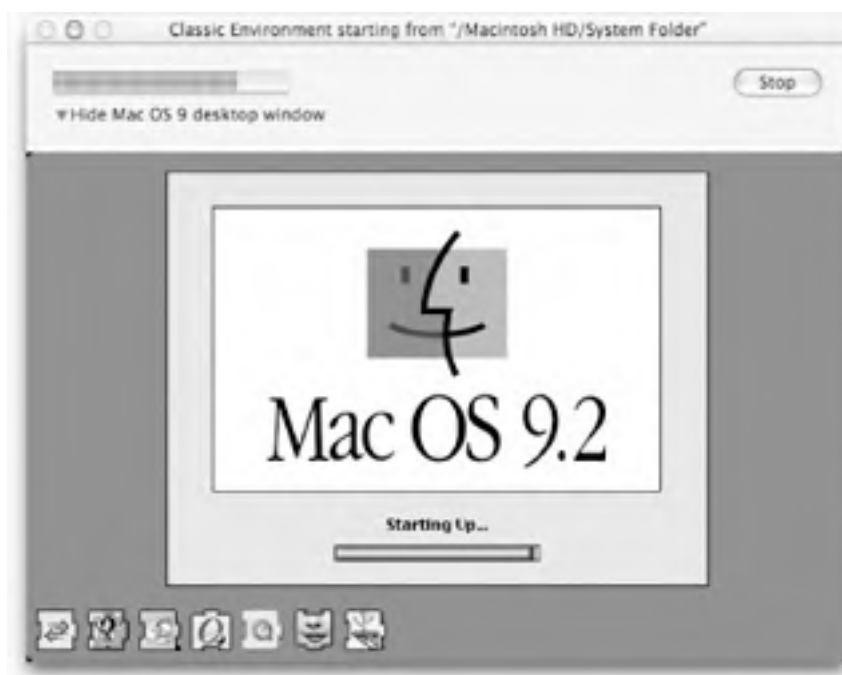 Classic Environment starting from "/Macintosh HD/System Folder"
Stop
Hide Mac OS 9 desktop window
Mac OS 9.2
Starting Up...